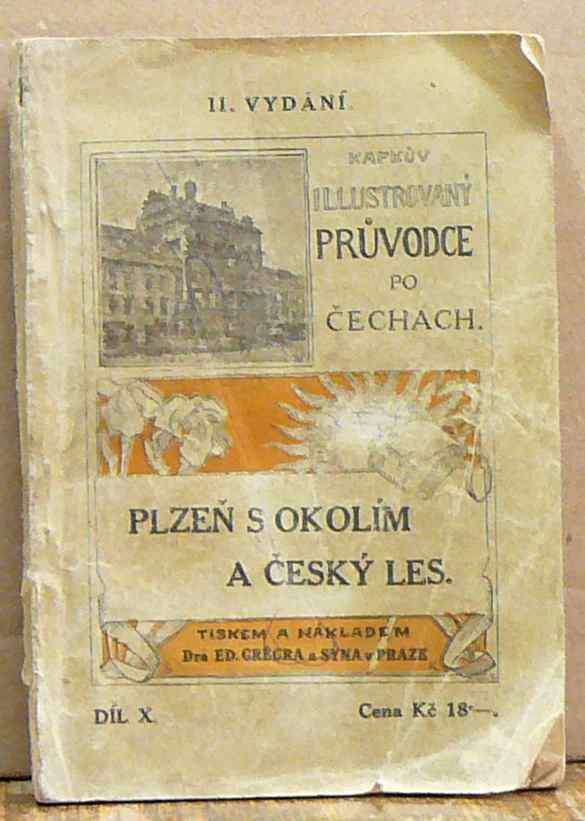 II. VYDÁNÍ.
KAPKŮV
ILLUSTROVANÝ
PRŮVODCE
PO
ČECHACH.
PLZEŇ S OKOLÍM
A ČESKÝ LES.
TISKEM A NÁKLADEM
Dra ED. GRÉGRA a SYNA v PRAZE
DÍL X.
Cena Kč 18·—.